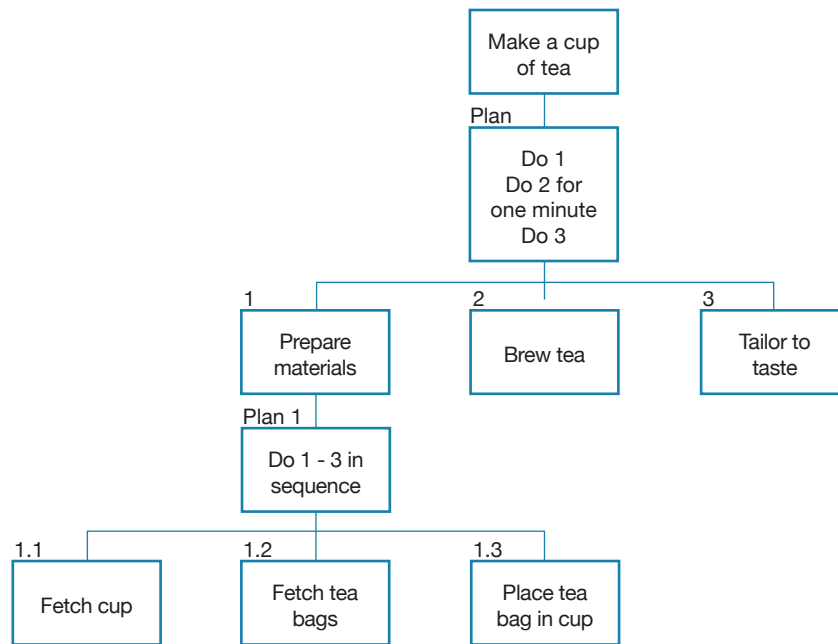 Make a cup
of tea
Plan
Do 1
Do 2 for
one minute
Do 3
1
2
3
Prepare
materials
Brew tea
Tailor to
taste
Plan 1
Do 1 - 3 in
sequence
1.1
1.2
1.3
Fetch cup
Fetch tea
bags
Place tea
bag in cup